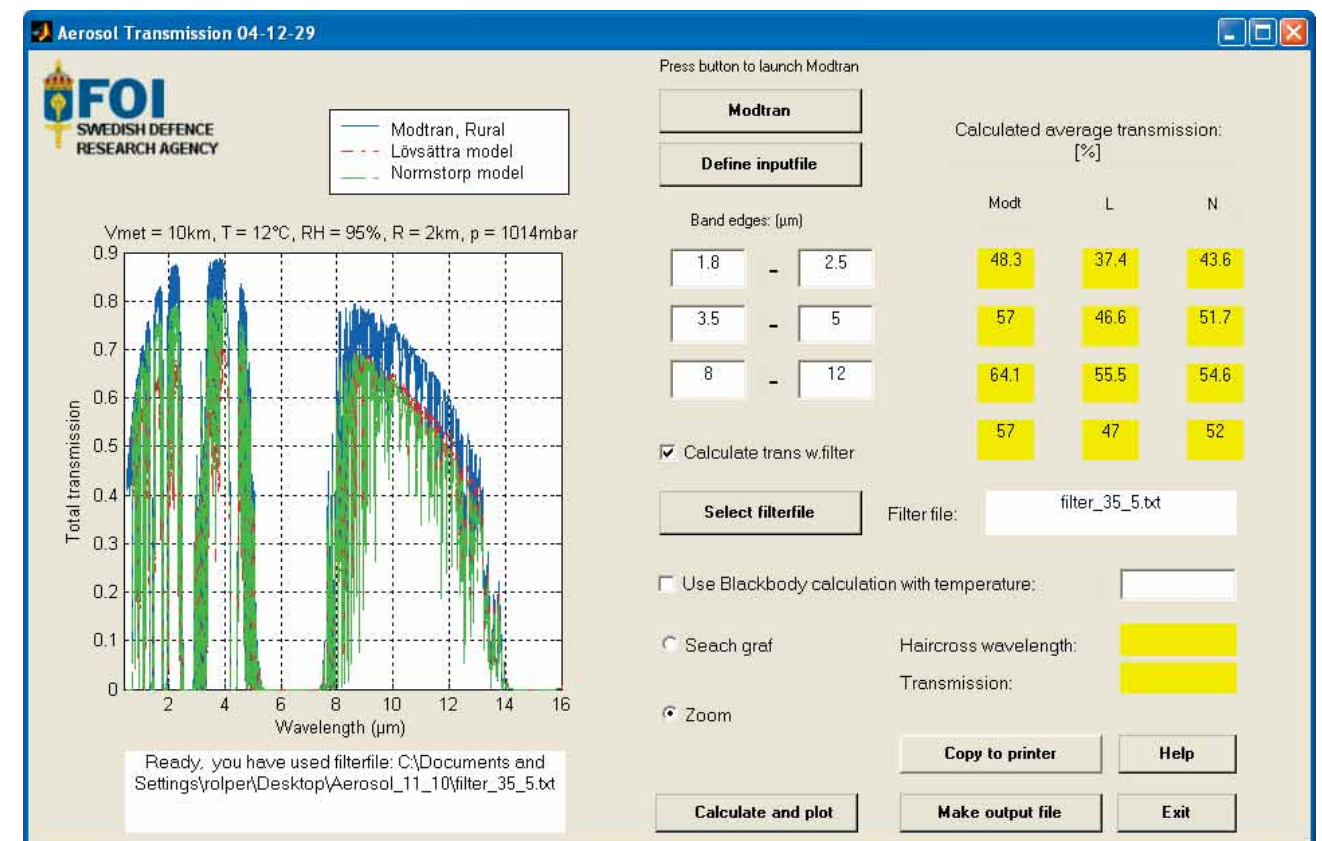 Aerosol Transmission 04-12-29
FOI
SWEDISH DEFENCE
RESEARCH AGENCY
Modtran, Rural
Lövsättra model
Normstorp model
Vmet = 10km, T = 12°C, RH = 95%, R = 2km, p = 1014mbar
0.9
0.8
0.7
0.6
0.5
0.4
0.3
0.2
0.1
0
Total transmission
2 4 6 8 10 12 14 16
Wavelength (µm)
Ready, you have used filterfile: C:\Documents and
Settings\rolper\Desktop\Aerosol_11_10\filter_35_5.txt
Press button to launch Modtran
Modtran
Define inputfile
Calculated average transmission:
[%]
Band edges: (µm)
Modt L N
1.8 - 2.5 48.3 37.4 43.6
3.5 - 5 57 46.6 51.7
8 - 12 64.1 55.5 54.6
57 47 52
Calculate trans w.filter
Select filterfile
Filter file:
filter_35_5.txt
Use Blackbody calculation with temperature:
Seach graf
Haircross wavelength:
Transmission:
Zoom
Copy to printer
Help
Calculate and plot
Make output file
Exit